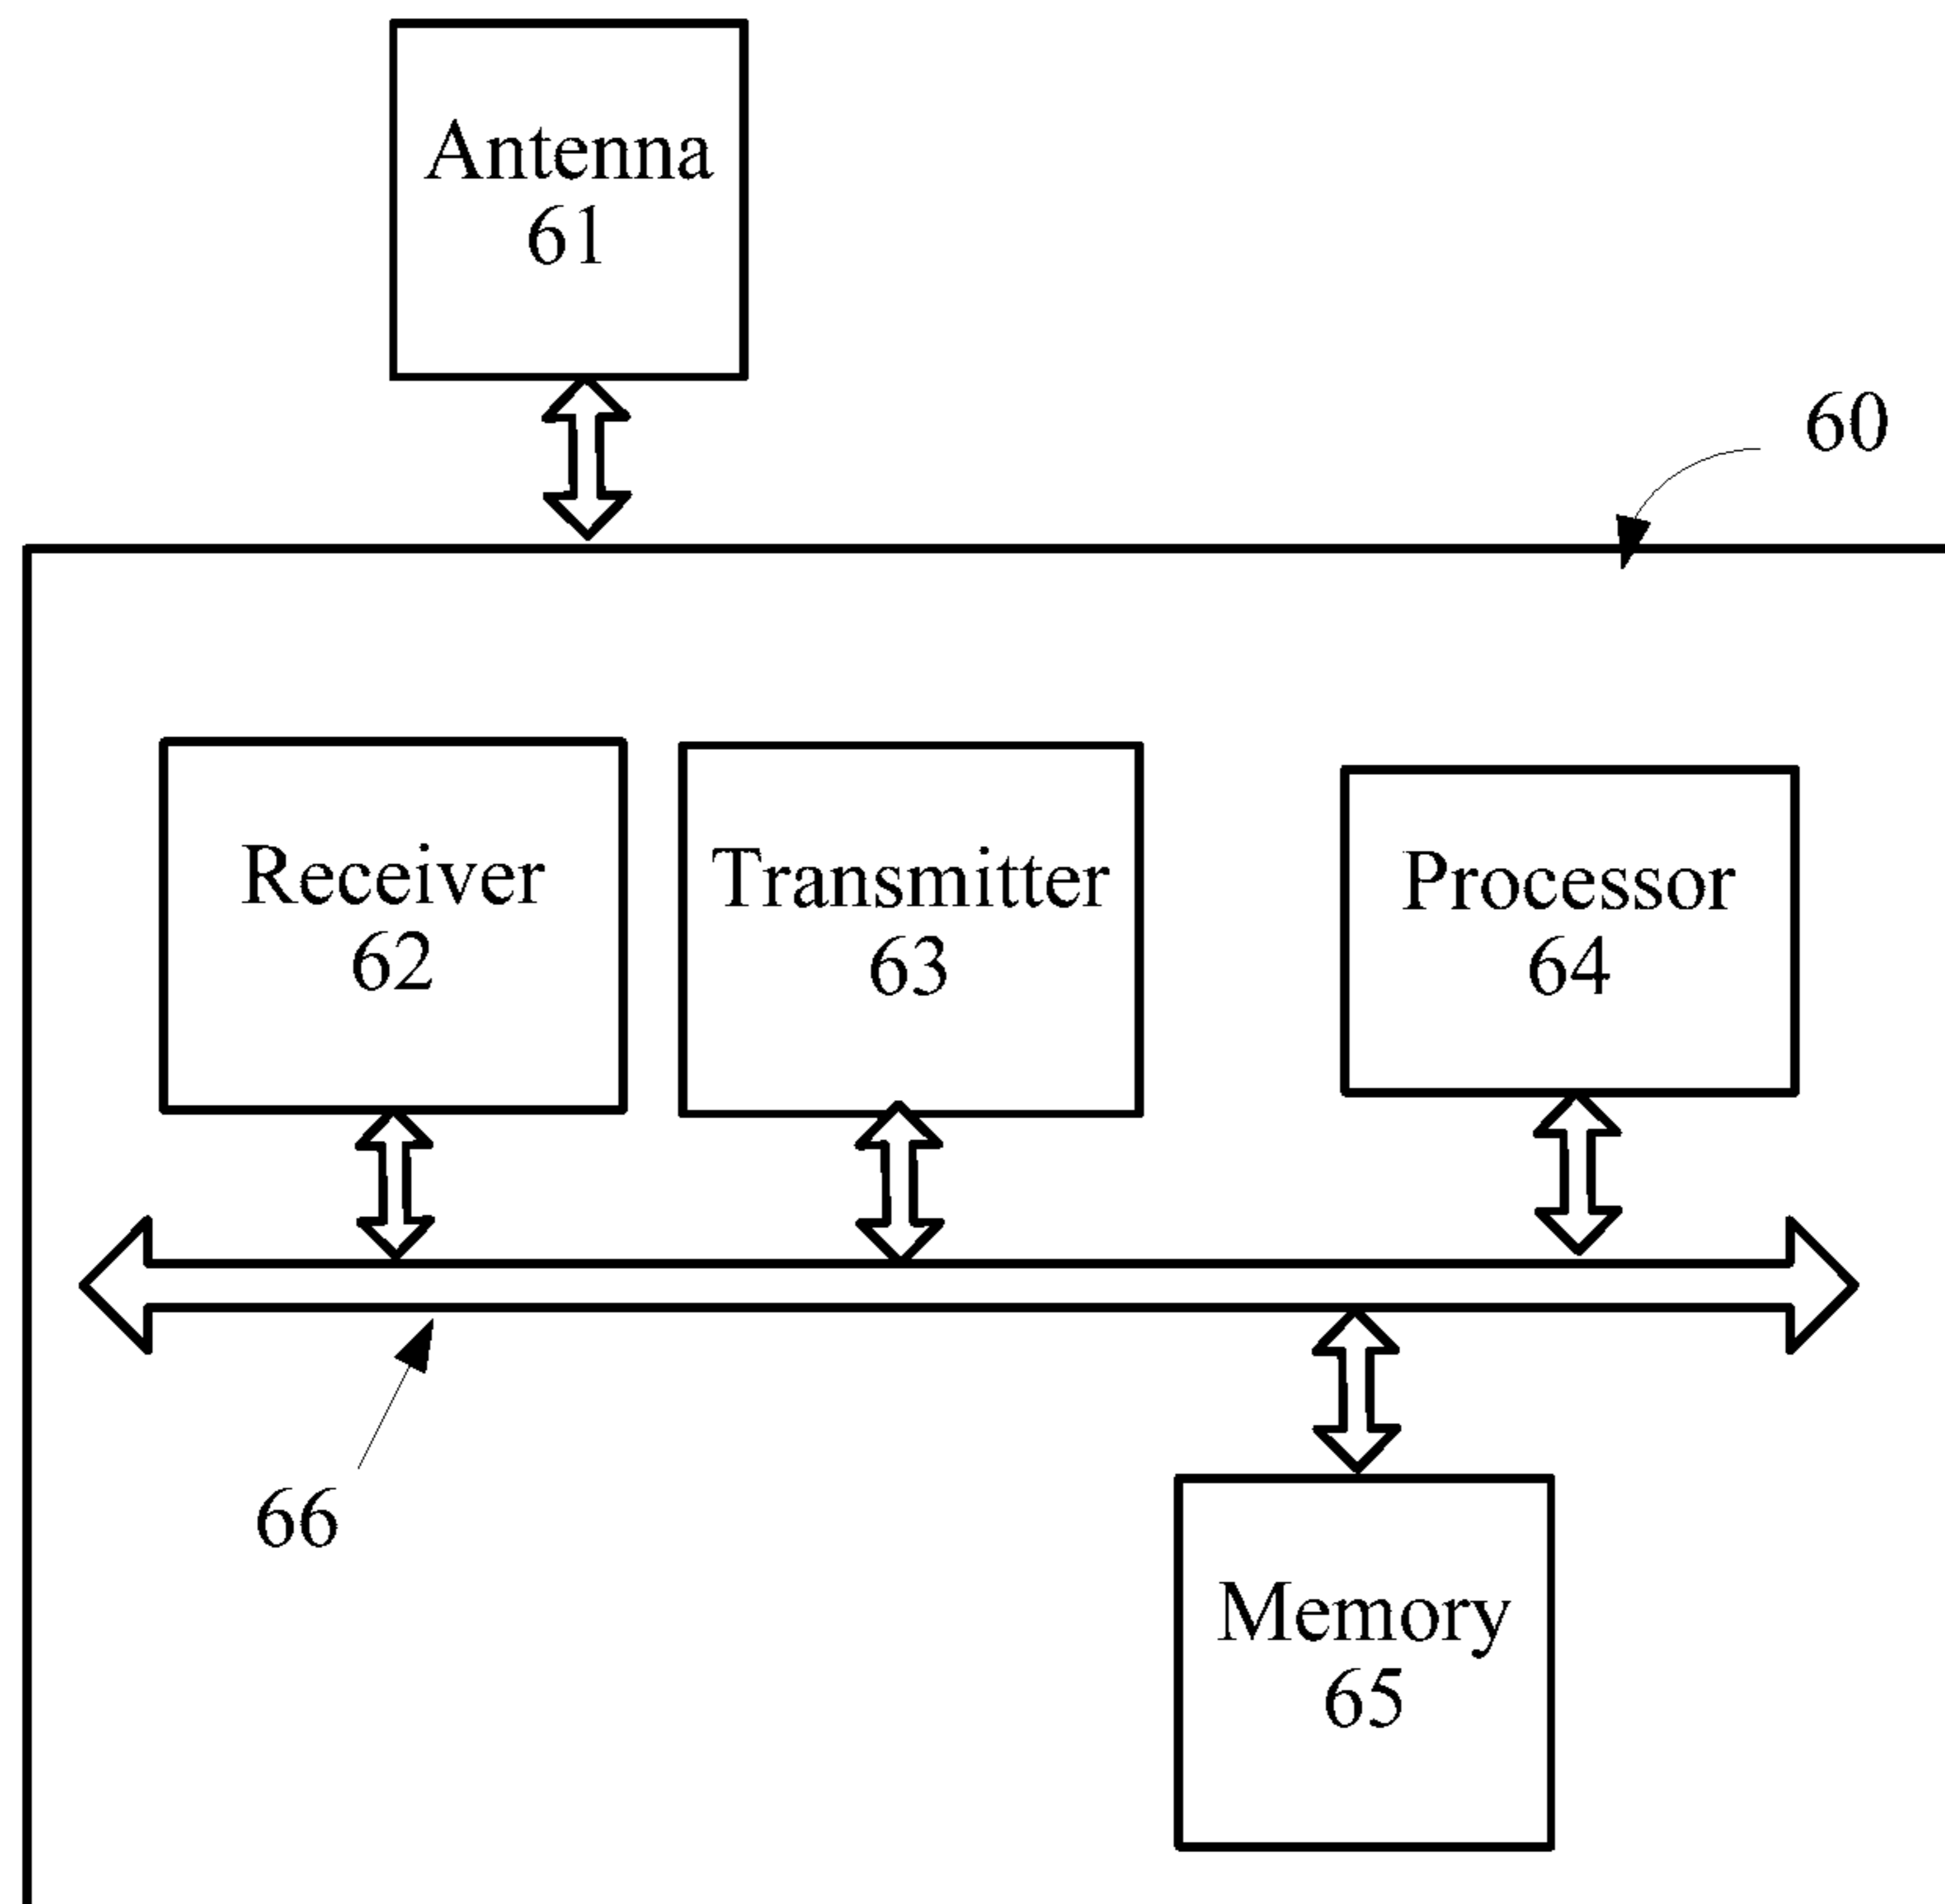 Antenna
61
60
Receiver
62
Transmitter
63
Processor
64
66
Memory
65